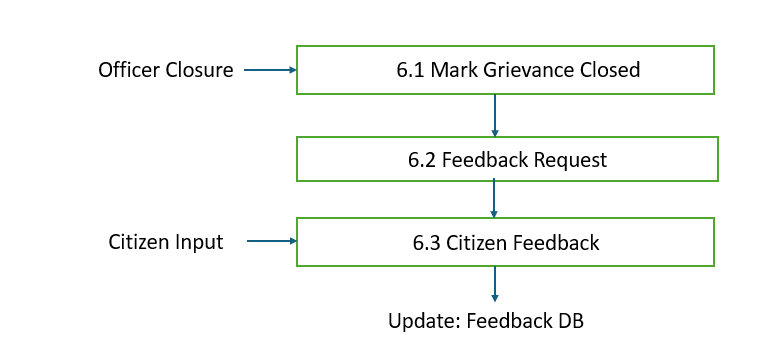 Officer Closure
6.1 Mark Grievance Closed
6.2 Feedback Request
Citizen Input
6.3 Citizen Feedback
Update: Feedback DB